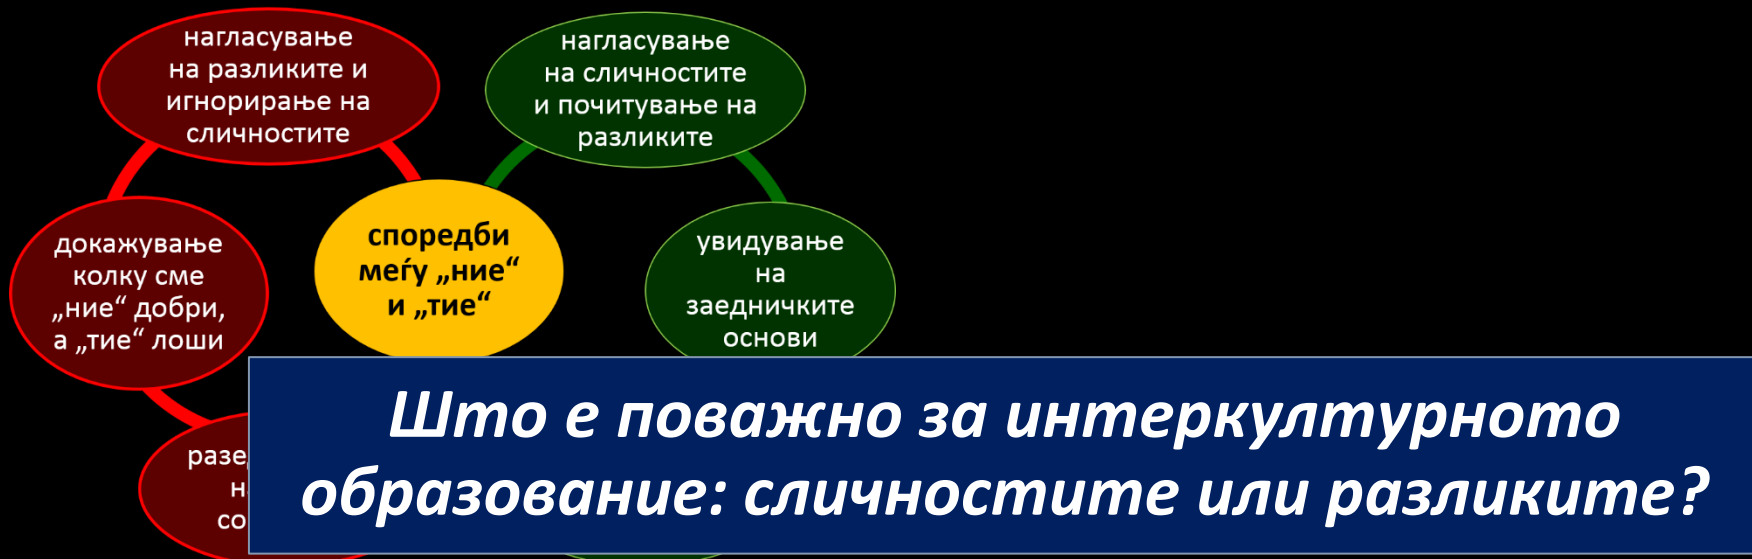 нагласување
на разликите и
игнорирање на
сличностите
нагласување
на сличностите
и почитување на
разликите
докажување
колку сме
„ние“ добри,
а „тие“ лоши
споредби
меѓу „ние“
и „тие“
увидување
на
заедничките
основи
Што е поважно за интеркултурното
образование: сличностите или разликите?